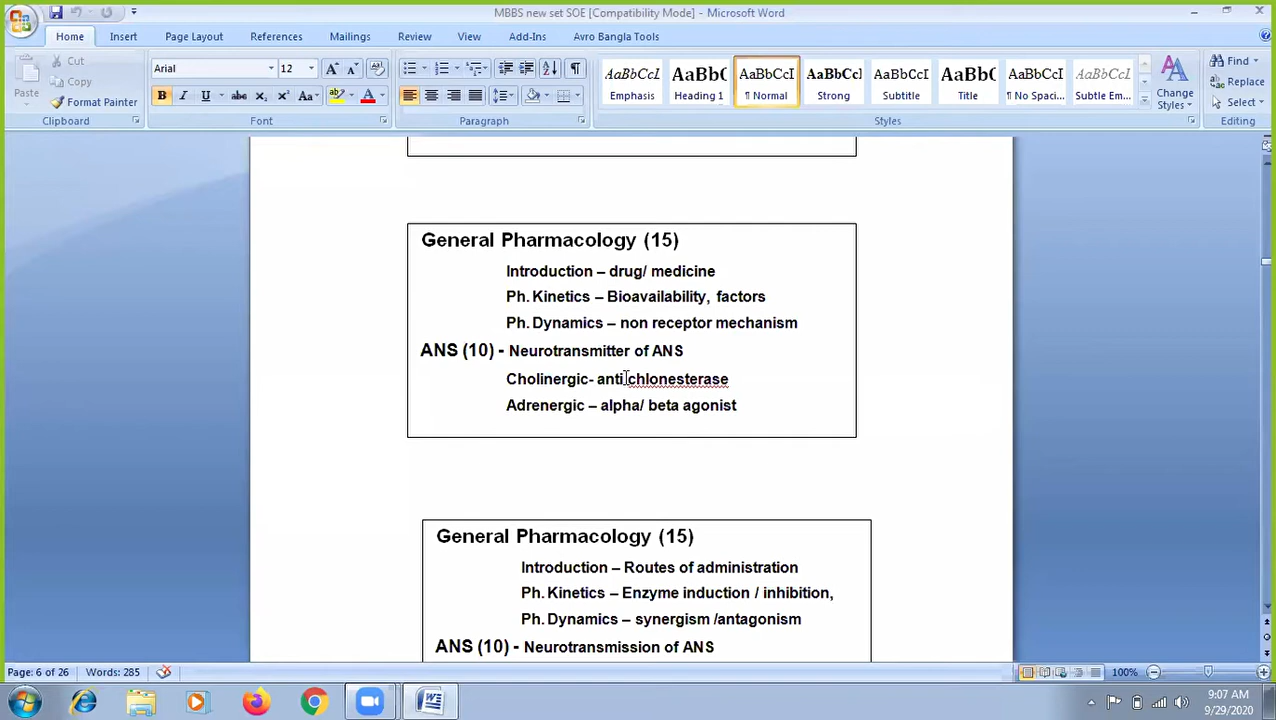 MBBS new set SOE [Compatibility Mode] - Microsoft Word
Home Insert Page Layout References Mailings Review View Add-Ins Avro Bangla Tools
Cut
Copy
Paste
Format Painter
Clipboard
Arial 12
B I U abc X² Aa
Font
Paragraph
AaBbCcI AaBbC AaBbCcI AaBbCcl AaBbCcI AaBbC AaBbCcI AaBbCcI
Emphasis Heading 1 ¶ Normal Strong Subtitle Title ¶ No Spaci... Subtle Em...
Change Styles
Styles
Find
Replace
Select
Editing
General Pharmacology (15)
Introduction – drug/ medicine
Ph. Kinetics – Bioavailability, factors
Ph. Dynamics – non receptor mechanism
ANS (10) - Neurotransmitter of ANS
Cholinergic- anti chlonesterase
Adrenergic – alpha/ beta agonist
General Pharmacology (15)
Introduction – Routes of administration
Ph. Kinetics – Enzyme induction / inhibition,
Ph. Dynamics – synergism /antagonism
ANS (10) - Neurotransmission of ANS
Page: 6 of 26 Words: 285 100%
9:07 AM
9/29/2020